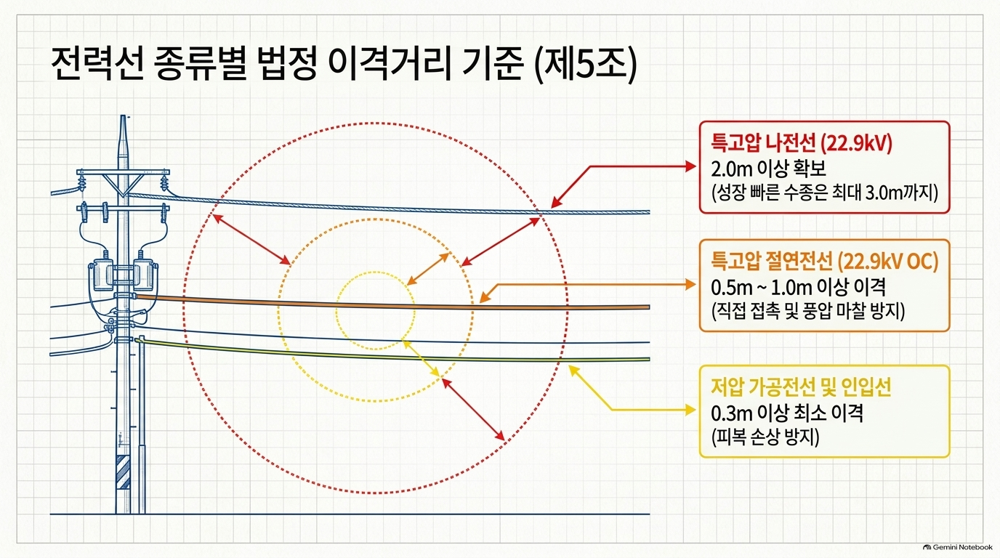 전력선 종류별 법정 이격거리 기준 (제5조)
특고압 나전선 (22.9kV)
2.0m 이상 확보
(성장 빠른 수종은 최대 3.0m까지)
특고압 절연전선 (22.9kV OC)
0.5m ~ 1.0m 이상 이격
(직접 접촉 및 풍압 마찰 방지)
저압 가공전선 및 인입선
0.3m 이상 최소 이격
(피복 손상 방지)
Gemini Notebook